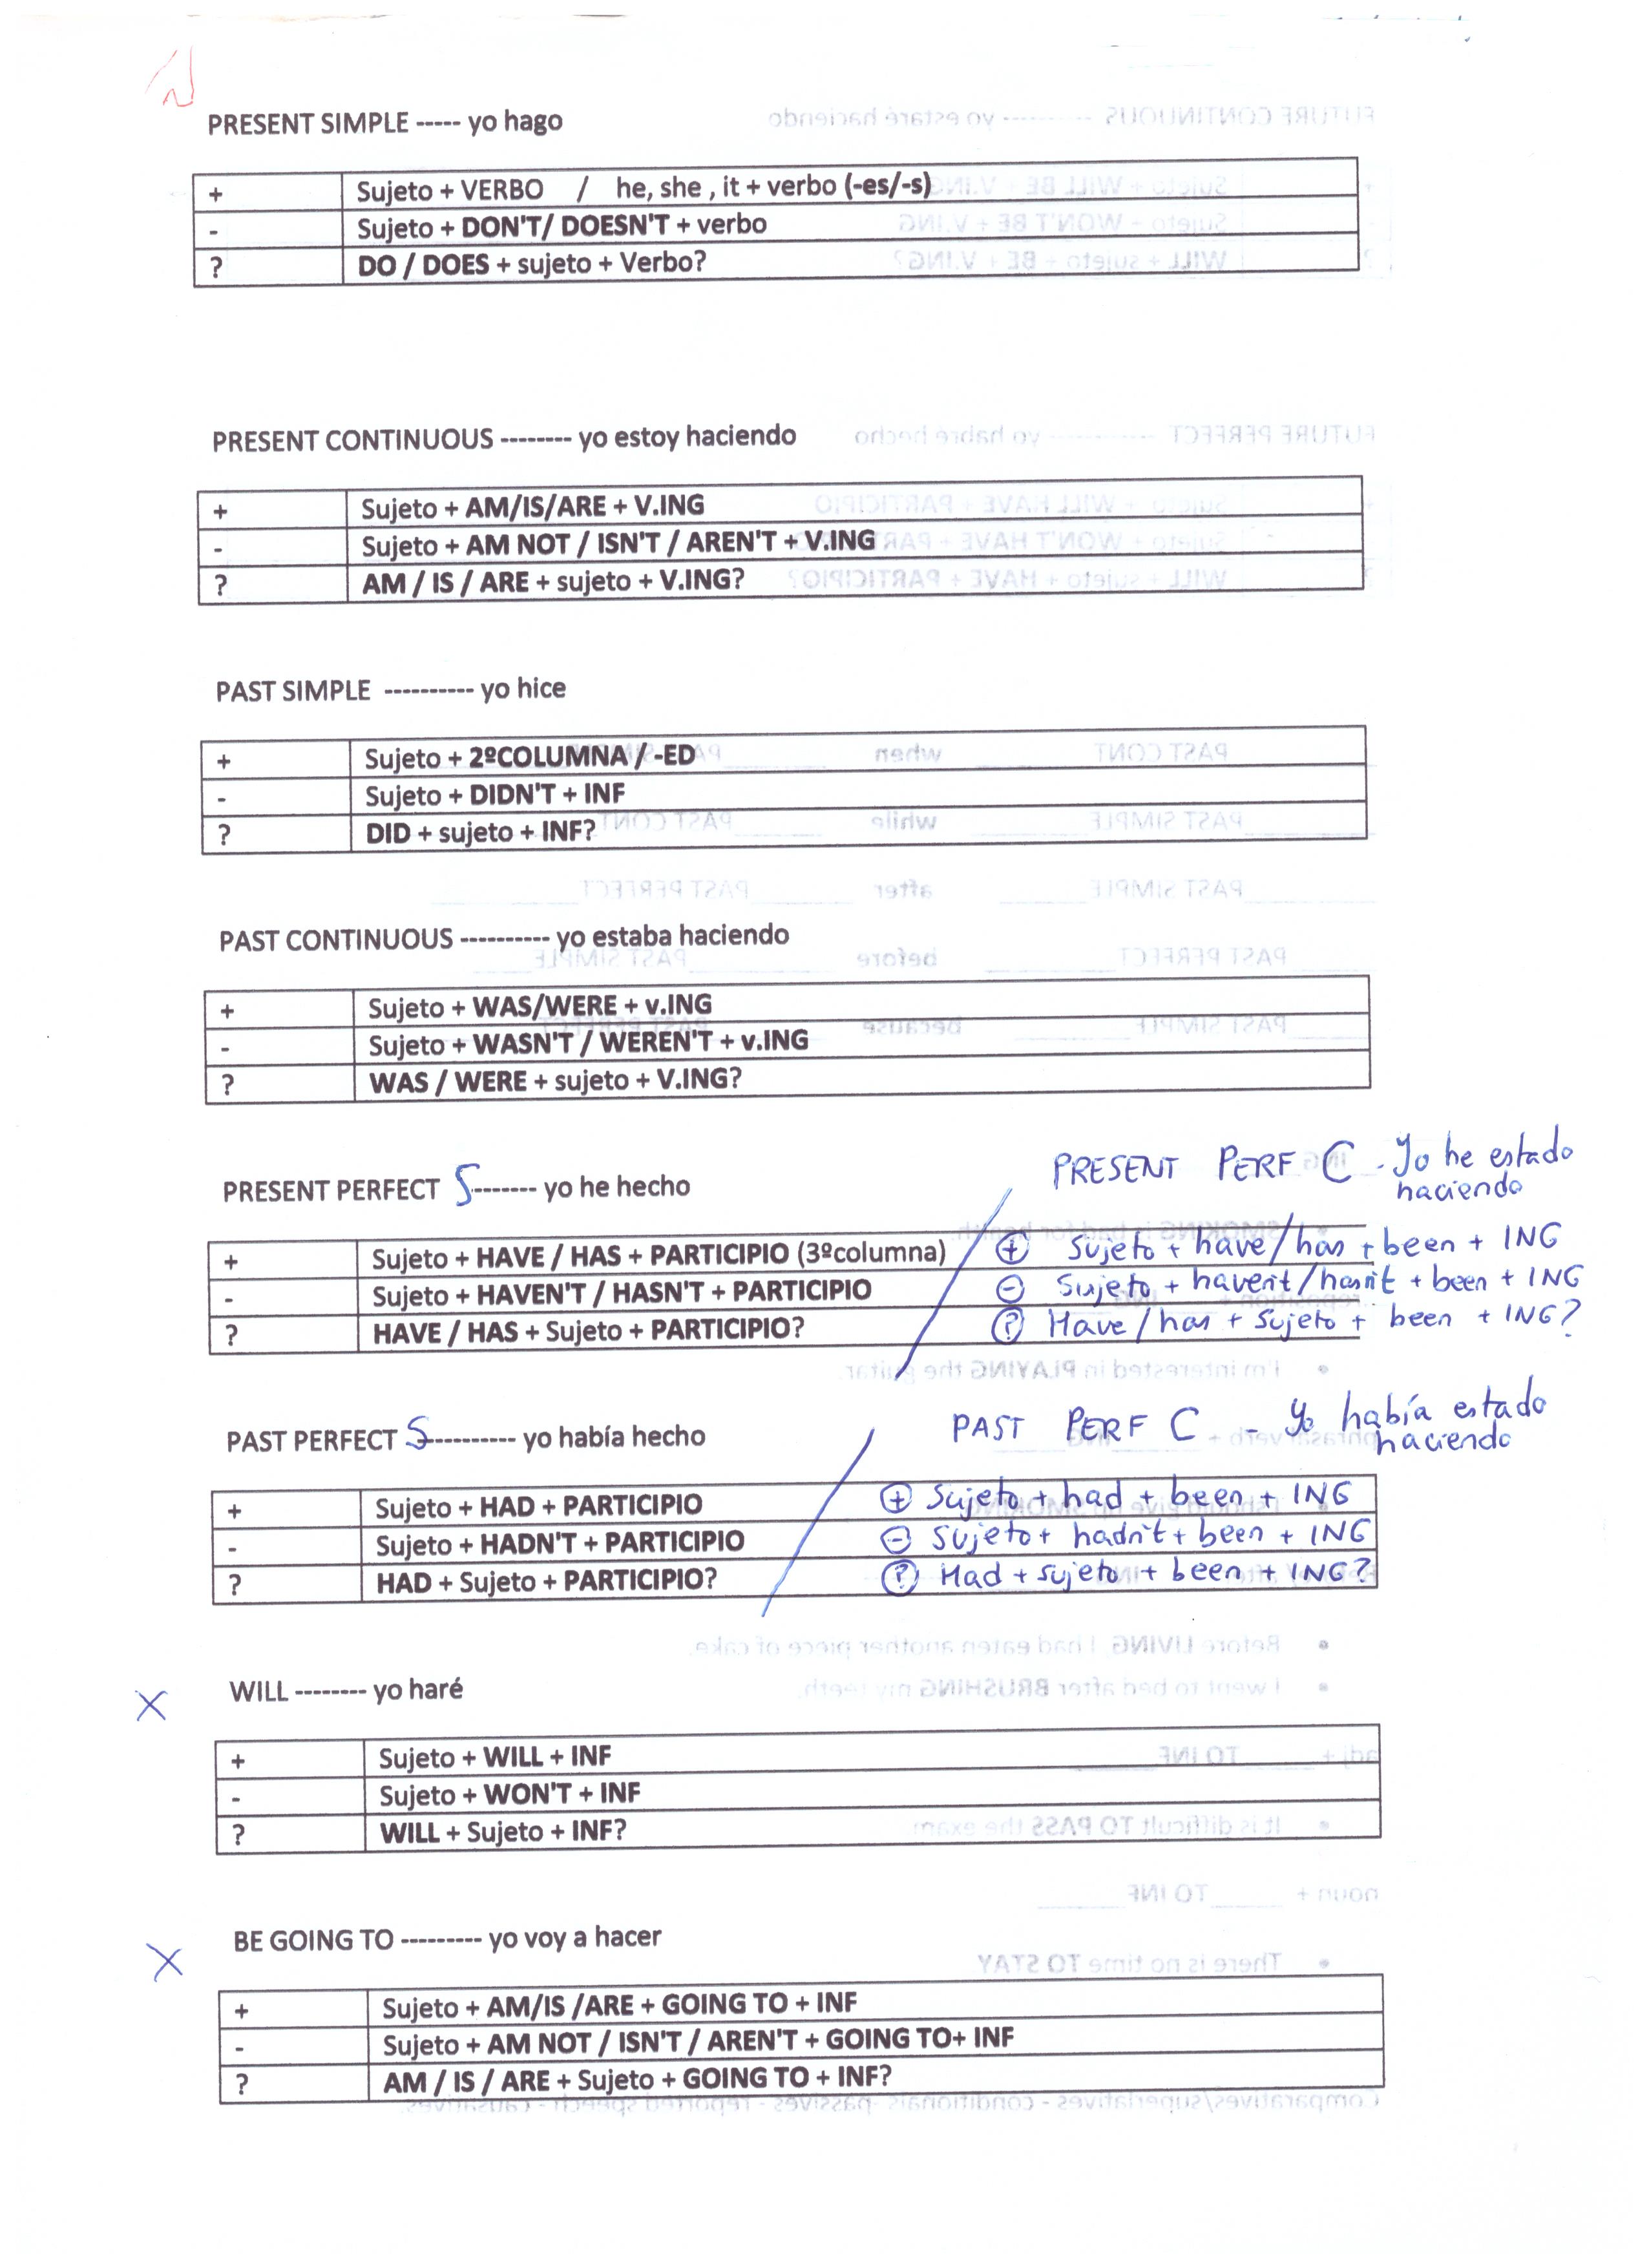 PRESENT SIMPLE ----- yo hago
+ Sujeto + VERBO / he, she , it + verbo (-es/-s)
- Sujeto + DON'T/ DOESN'T + verbo
? DO / DOES + sujeto + Verbo?
PRESENT CONTINUOUS -------- yo estoy haciendo
+ Sujeto + AM/IS/ARE + V.ING
- Sujeto + AM NOT / ISN'T / AREN'T + V.ING
? AM / IS / ARE + sujeto + V.ING?
PAST SIMPLE ---------- yo hice
+ Sujeto + 2ºCOLUMNA / -ED
- Sujeto + DIDN'T + INF
? DID + sujeto + INF?
PAST CONTINUOUS ---------- yo estaba haciendo
+ Sujeto + WAS/WERE + v.ING
- Sujeto + WASN'T / WEREN'T + v.ING
? WAS / WERE + sujeto + V.ING?
PRESENT PERFECT S------- yo he hecho
+ Sujeto + HAVE / HAS + PARTICIPIO (3ºcolumna)
- Sujeto + HAVEN'T / HASN'T + PARTICIPIO
? HAVE / HAS + Sujeto + PARTICIPIO?
PRESENT PERF C - Yo he estado
haciendo
+ Sujeto + have/has + been + ING
- Sujeto + haven't/hasn't + been + ING
? Have/has + sujeto + been + ING?
PAST PERFECT S---------- yo había hecho
+ Sujeto + HAD + PARTICIPIO
- Sujeto + HADN'T + PARTICIPIO
? HAD + Sujeto + PARTICIPIO?
PAST PERF C - Yo había estado
haciendo
+ Sujeto + had + been + ING
- Sujeto + hadn't + been + ING
? Had + sujeto + been + ING?
X WILL -------- yo haré
+ Sujeto + WILL + INF
- Sujeto + WON'T + INF
? WILL + Sujeto + INF?
X BE GOING TO --------- yo voy a hacer
+ Sujeto + AM/IS /ARE + GOING TO + INF
- Sujeto + AM NOT / ISN'T / AREN'T + GOING TO+ INF
? AM / IS / ARE + Sujeto + GOING TO + INF?